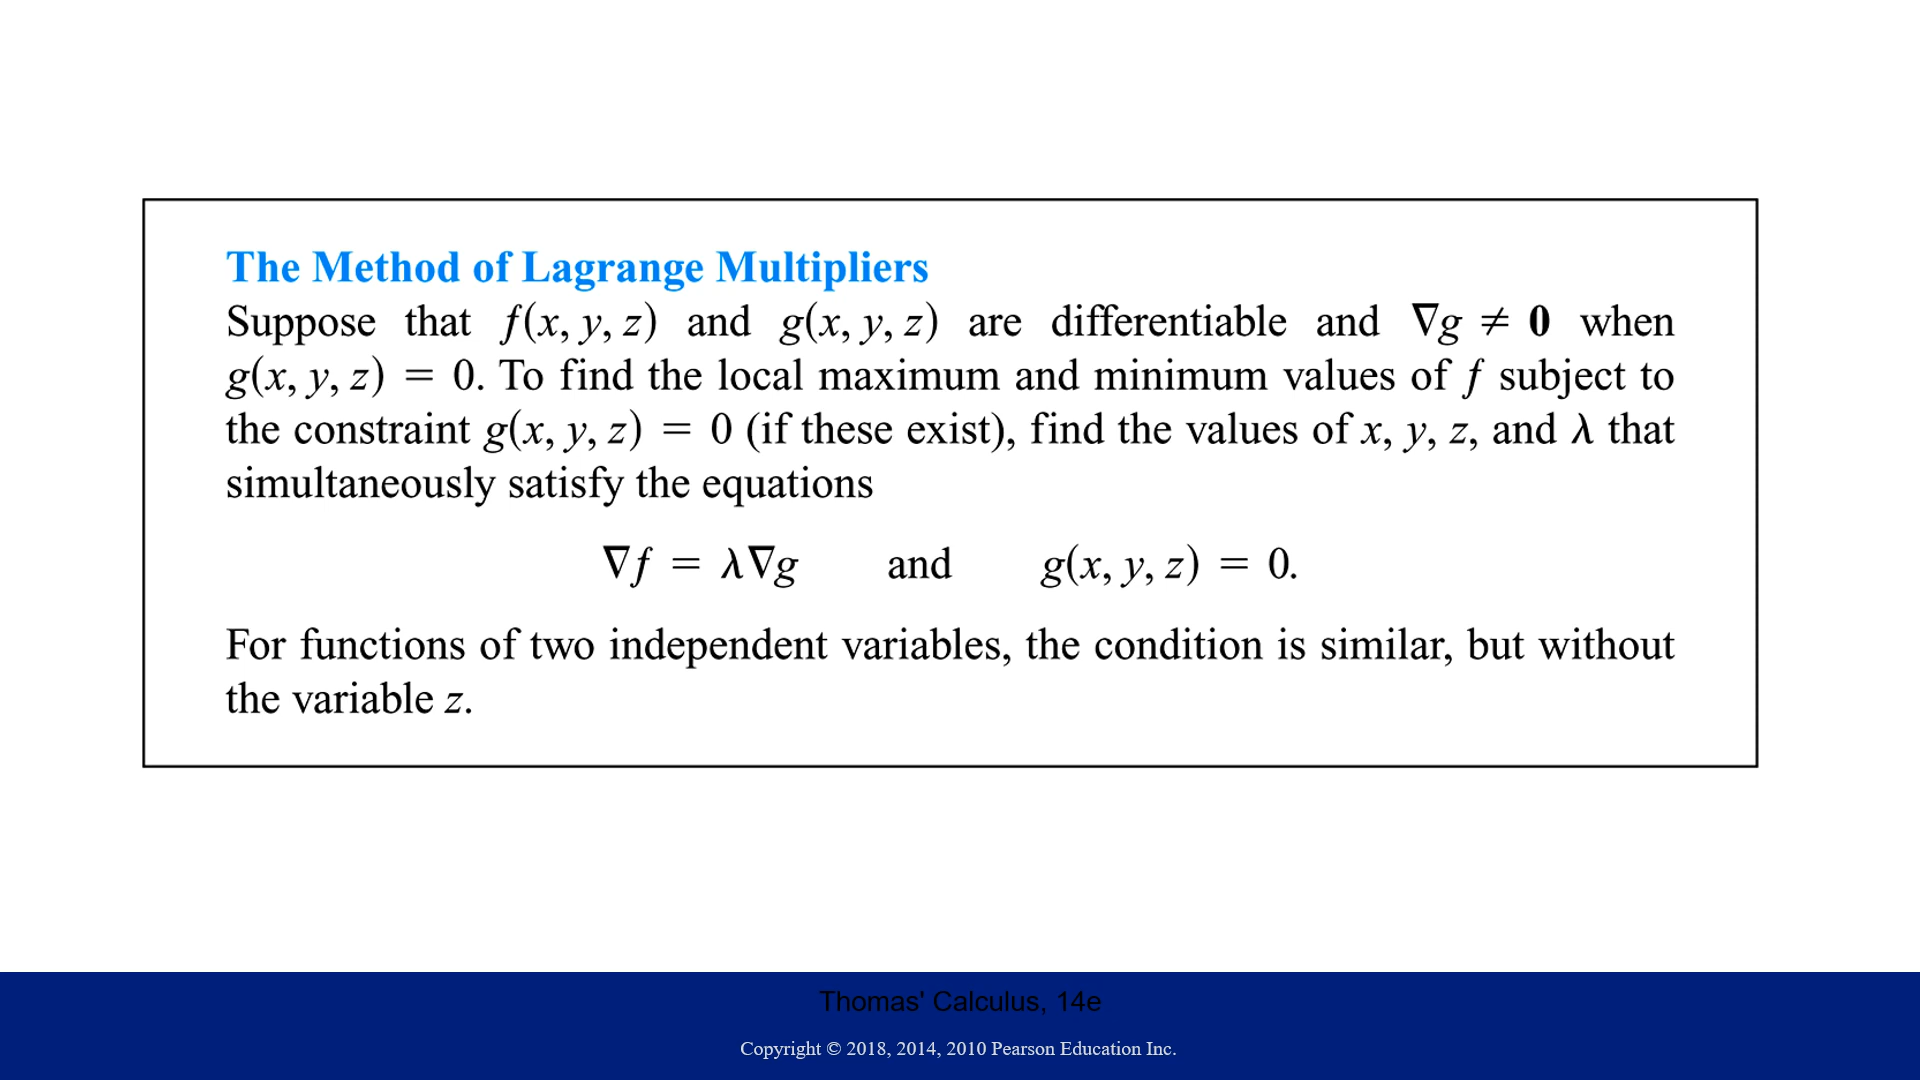 The Method of Lagrange Multipliers
Suppose that f(x, y, z) and g(x, y, z) are differentiable and ∇g ≠ 0 when
g(x, y, z) = 0. To find the local maximum and minimum values of f subject to
the constraint g(x, y, z) = 0 (if these exist), find the values of x, y, z, and λ that
simultaneously satisfy the equations
∇f = λ∇g and g(x, y, z) = 0.
For functions of two independent variables, the condition is similar, but without
the variable z.
Thomas' Calculus, 14e
Copyright © 2018, 2014, 2010 Pearson Education Inc.